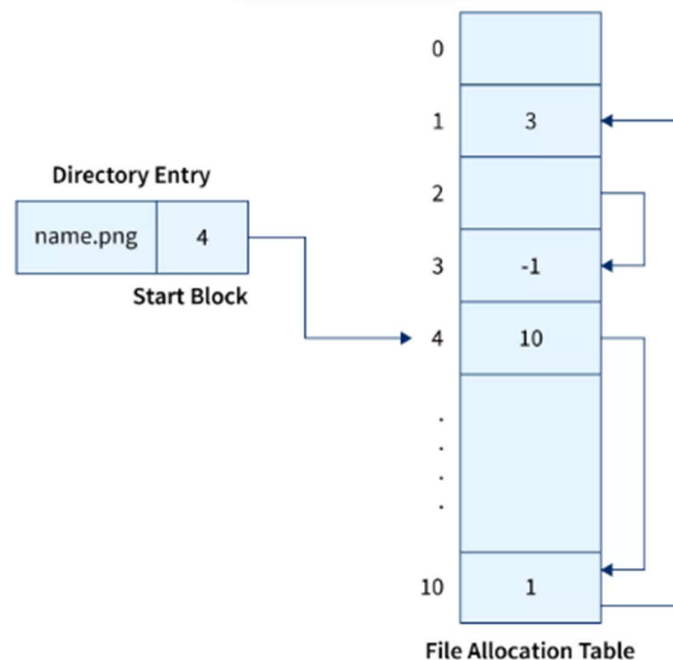 0
1 3
Directory Entry
2
name.png 4
3 -1
Start Block
4 10
.
.
.
.
10 1
File Allocation Table